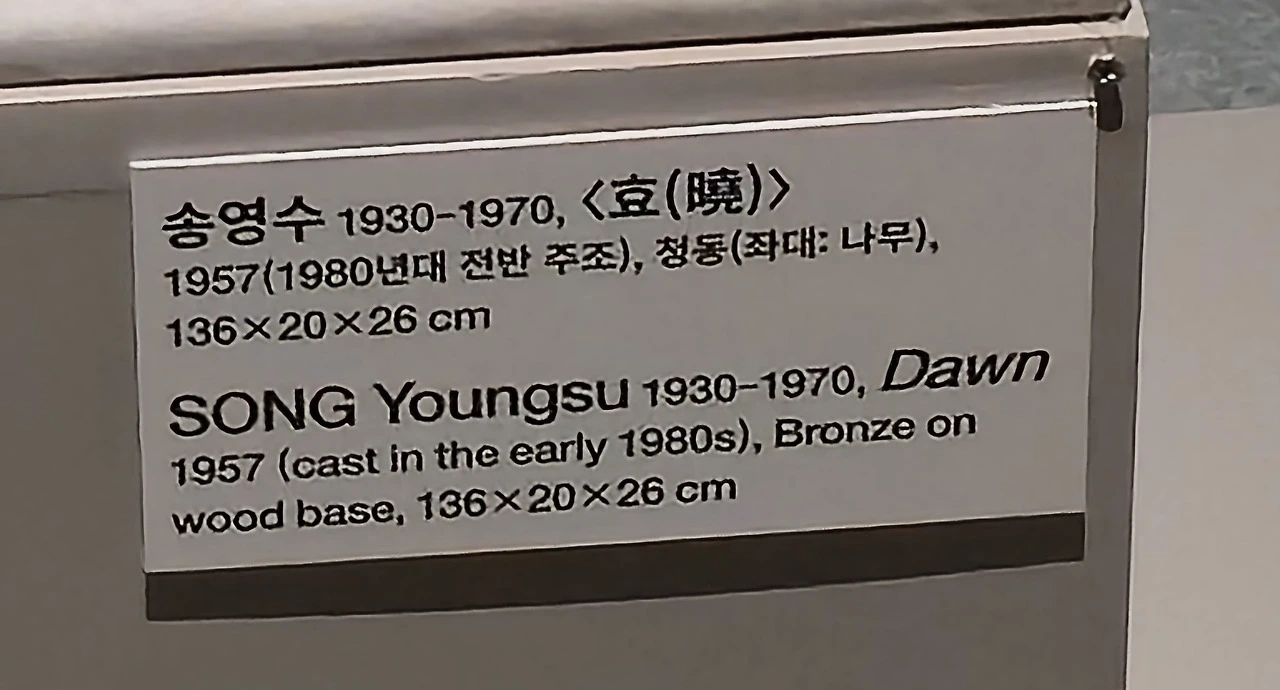 송영수 1930–1970, 〈효(曉)〉
1957(1980년대 전반 주조), 청동(좌대: 나무),
136×20×26 cm
SONG Youngsu 1930–1970, Dawn
1957 (cast in the early 1980s), Bronze on
wood base, 136×20×26 cm